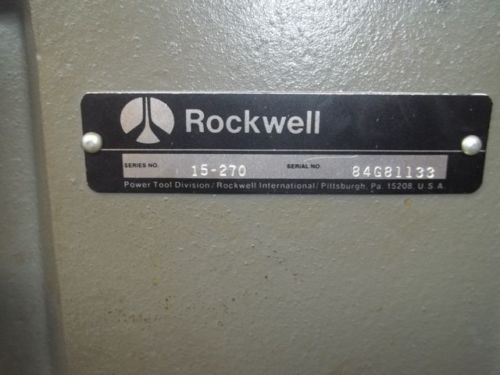 Rockwell
SERIES NO. 15-270 SERIAL NO. 84G81133
Power Tool Division/Rockwell International/Pittsburgh, Pa. 15208, U.S.A.